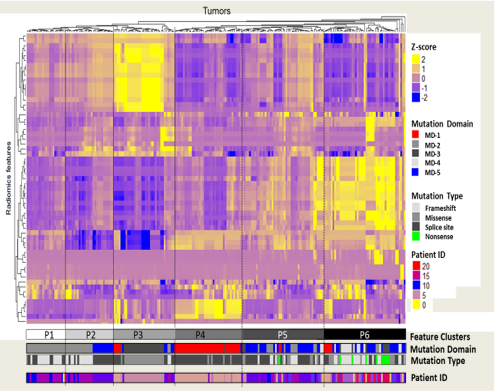 Tumors
Radiomics features
Z-score
2
1
0
-1
-2
Mutation Domain
MD-1
MD-2
MD-3
MD-4
MD-5
Mutation Type
Frameshift
Missense
Splice site
Nonsense
Patient ID
20
15
10
5
0
P1 P2 P3 P4 P5 P6 Feature Clusters
Mutation Domain
Mutation Type
Patient ID